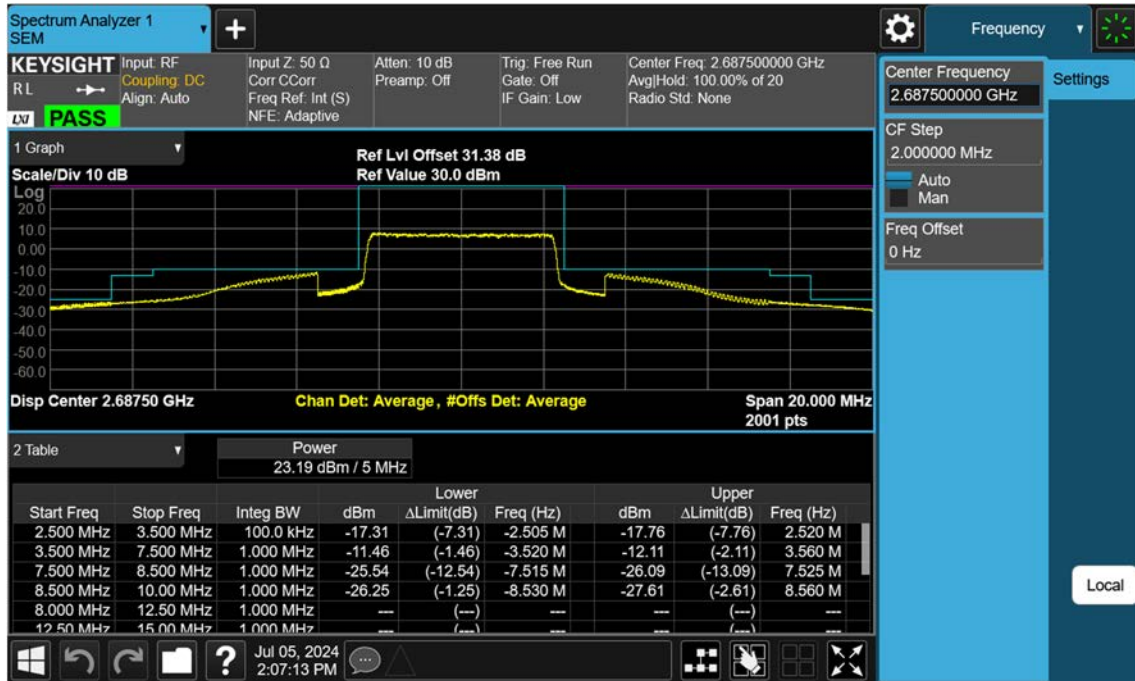 Spectrum Analyzer 1
SEM
Frequency
KEYSIGHT
RL
LXI PASS
Input: RF
Coupling: DC
Align: Auto
Input Z: 50 Ω
Corr CCorr
Freq Ref: Int (S)
NFE: Adaptive
Atten: 10 dB
Preamp: Off
Trig: Free Run
Gate: Off
IF Gain: Low
Center Freq: 2.687500000 GHz
Avg|Hold: 100.00% of 20
Radio Std: None
Center Frequency
2.687500000 GHz
Settings
CF Step
2.000000 MHz
Auto
Man
Freq Offset
0 Hz
Local
1 Graph
Scale/Div 10 dB
Ref Lvl Offset 31.38 dB
Ref Value 30.0 dBm
Log
20.0
10.0
0.00
-10.0
-20.0
-30.0
-40.0
-50.0
-60.0
Disp Center 2.68750 GHz
Chan Det: Average, #Offs Det: Average
Span 20.000 MHz
2001 pts
2 Table
Power
23.19 dBm / 5 MHz
Lower Upper
Start Freq Stop Freq Integ BW dBm ΔLimit(dB) Freq (Hz) dBm ΔLimit(dB) Freq (Hz)
2.500 MHz 3.500 MHz 100.0 kHz -17.31 (-7.31) -2.505 M -17.76 (-7.76) 2.520 M
3.500 MHz 7.500 MHz 1.000 MHz -11.46 (-1.46) -3.520 M -12.11 (-2.11) 3.560 M
7.500 MHz 8.500 MHz 1.000 MHz -25.54 (-12.54) -7.515 M -26.09 (-13.09) 7.525 M
8.500 MHz 10.00 MHz 1.000 MHz -26.25 (-1.25) -8.530 M -27.61 (-2.61) 8.560 M
8.000 MHz 12.50 MHz 1.000 MHz --- (---) --- --- (---) ---
12.50 MHz 15.00 MHz 1.000 MHz --- (---) --- --- (---) ---
Jul 05, 2024
2:07:13 PM